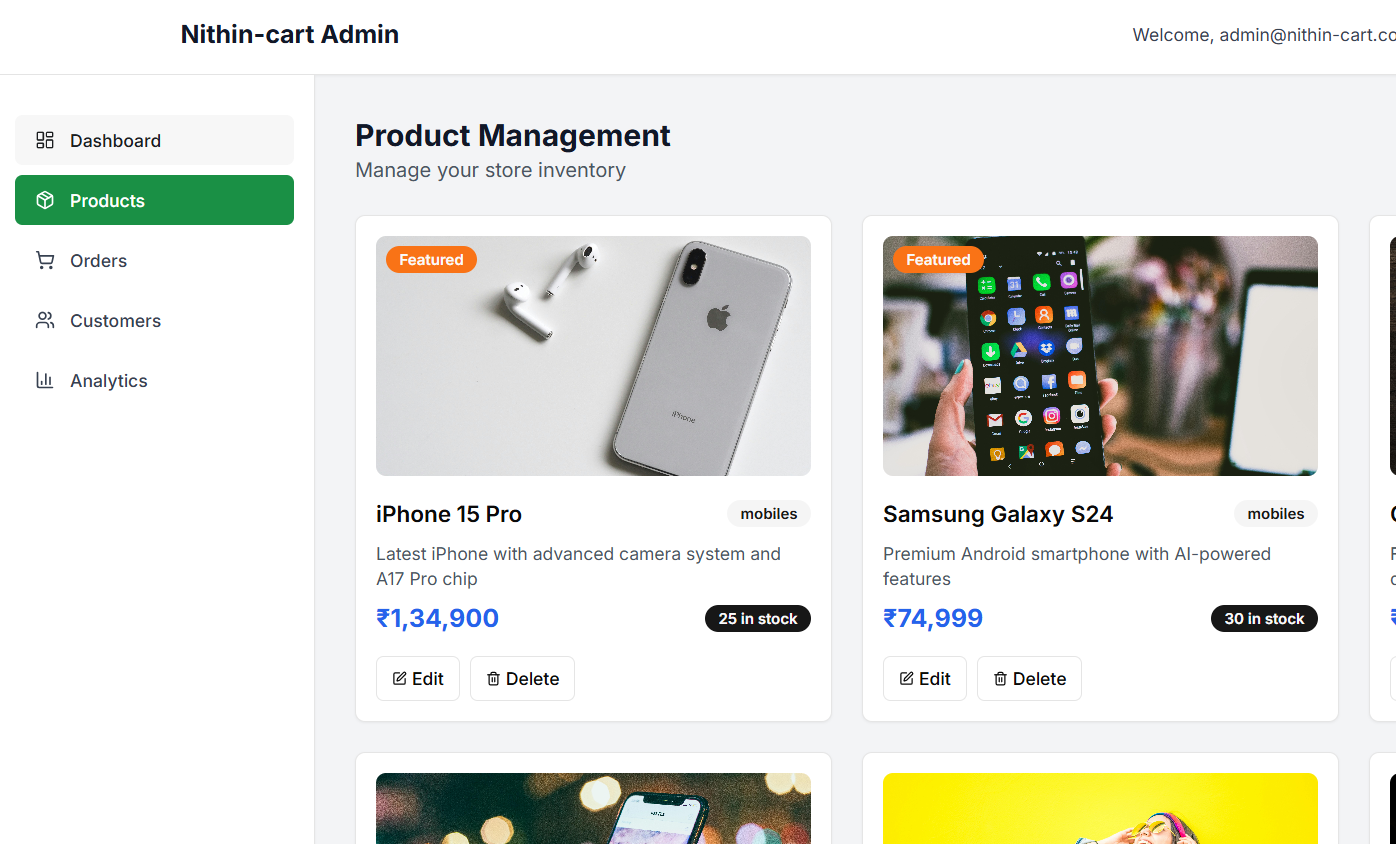 Nithin-cart Admin
Welcome, admin@nithin-cart.co
Dashboard
Products
Orders
Customers
Analytics
Product Management
Manage your store inventory
Featured
iPhone
Featured
iPhone 15 Pro
mobiles
Latest iPhone with advanced camera system and
A17 Pro chip
₹1,34,900
25 in stock
Edit
Delete
Samsung Galaxy S24
mobiles
Premium Android smartphone with AI-powered
features
₹74,999
30 in stock
Edit
Delete